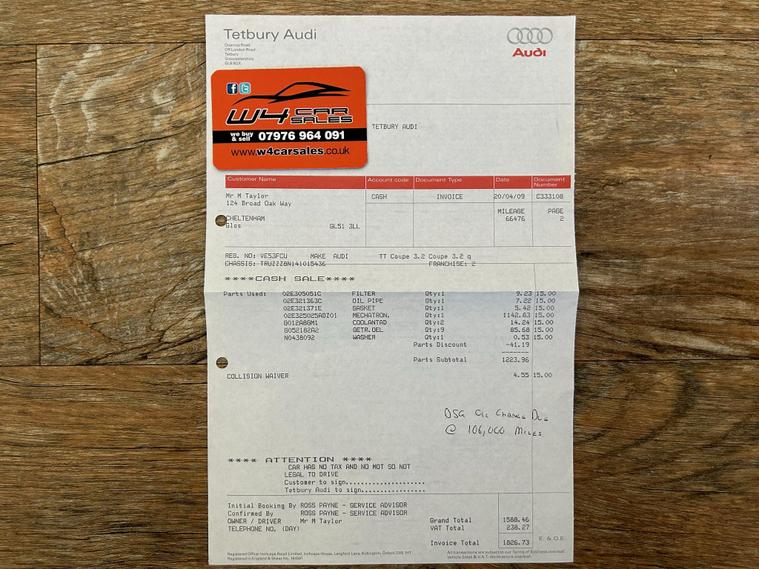 Tetbury Audi
Audi
W4 CAR SALES
we buy & sell 07976 964 091
www.w4carsales.co.uk
TETBURY AUDI
Customer Name Account code Document Type Date Document Number
Mr M Taylor CASH INVOICE 20/04/09 C333108
124 Broad Oak Way
MILEAGE PAGE
CHELTENHAM 66476 2
Glos GL51 3LL
REG. NO: VE53FCU MAKE AUDI TT Coupe 3.2 Coupe 3.2 q
CHASSIS: FRANCHISE: 2
****CASH SALE****
Parts Used: 02E305051C FILTER Qty:1 9.23 15.00
02E321363C OIL PIPE Qty:1 7.22 15.00
02E321371E GASKET Qty:1 5.42 15.00
02E325025AD Qty:1 1142.63 15.00
G012A8GM1 COOLANTAD Qty:2 14.24 15.00
G052182A2 GETR.OEL Qty:9 85.68 15.00
N0438092 WASHER Qty:1 0.53 15.00
Parts Discount -41.19
Parts Subtotal 1223.96
COLLISION WAIVER 4.55 15.00
DSG Oil Change Due
@ 106,000 Miles
**** ATTENTION ****
CAR HAS NO TAX AND NO MOT SO NOT
LEGAL TO DRIVE
Customer to sign....................
Tetbury Audi to sign................
Initial Booking By ROSS PAYNE - SERVICE ADVISOR
Confirmed By ROSS PAYNE - SERVICE ADVISOR
OWNER / DRIVER Mr M Taylor Grand Total 1588.46
TELEPHONE NO. (DAY) VAT Total 238.27
Invoice Total 1826.73 E. & O.E.